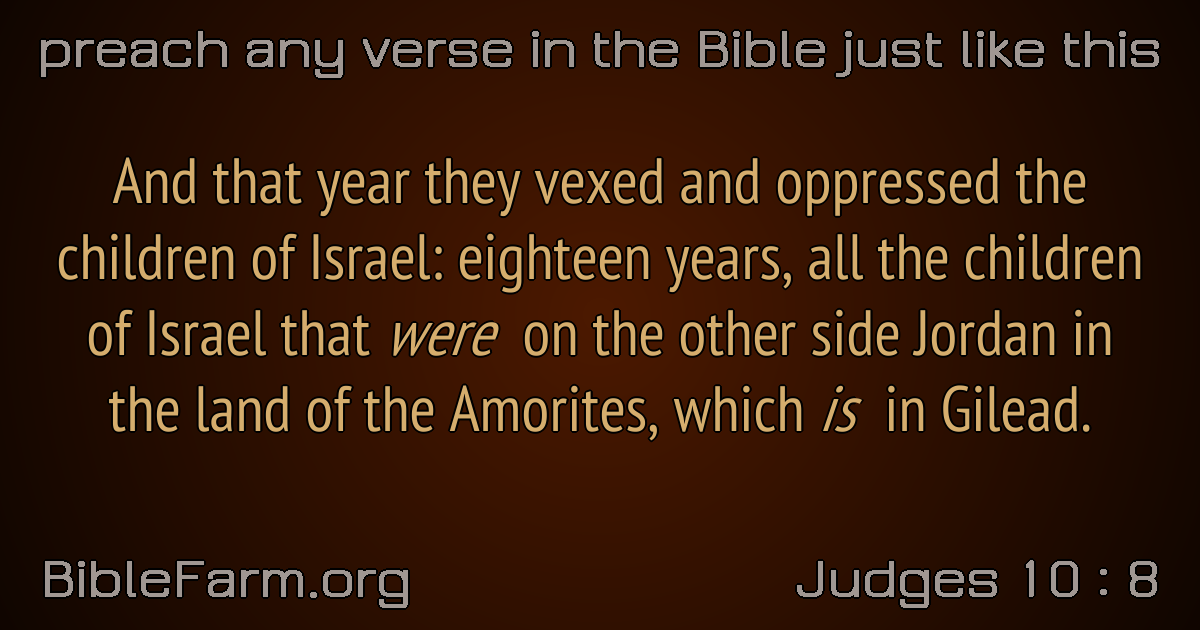 preach any verse in the Bible just like this
And that year they vexed and oppressed the
children of Israel: eighteen years, all the children
of Israel that were on the other side Jordan in
the land of the Amorites, which is in Gilead.
BibleFarm.org
Judges 10 : 8